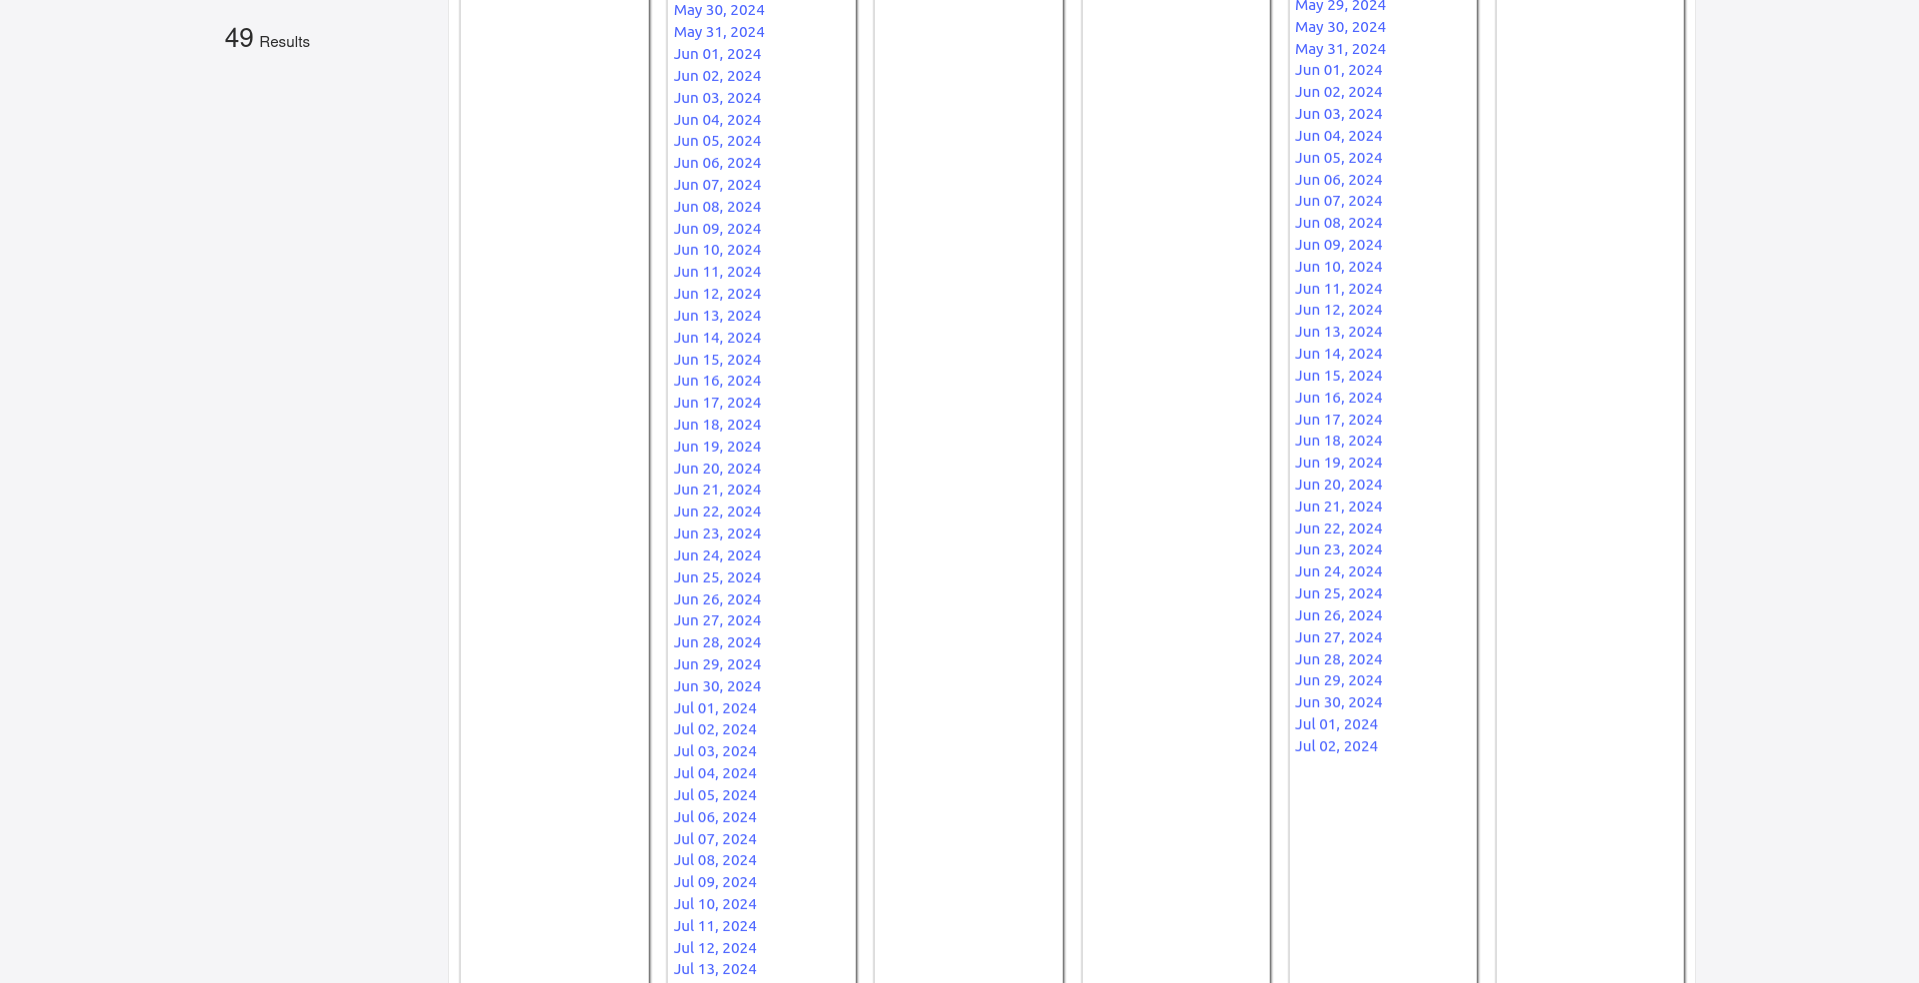 49 Results
May 30, 2024
May 31, 2024
Jun 01, 2024
Jun 02, 2024
Jun 03, 2024
Jun 04, 2024
Jun 05, 2024
Jun 06, 2024
Jun 07, 2024
Jun 08, 2024
Jun 09, 2024
Jun 10, 2024
Jun 11, 2024
Jun 12, 2024
Jun 13, 2024
Jun 14, 2024
Jun 15, 2024
Jun 16, 2024
Jun 17, 2024
Jun 18, 2024
Jun 19, 2024
Jun 20, 2024
Jun 21, 2024
Jun 22, 2024
Jun 23, 2024
Jun 24, 2024
Jun 25, 2024
Jun 26, 2024
Jun 27, 2024
Jun 28, 2024
Jun 29, 2024
Jun 30, 2024
Jul 01, 2024
Jul 02, 2024
Jul 03, 2024
Jul 04, 2024
Jul 05, 2024
Jul 06, 2024
Jul 07, 2024
Jul 08, 2024
Jul 09, 2024
Jul 10, 2024
Jul 11, 2024
Jul 12, 2024
Jul 13, 2024
May 29, 2024
May 30, 2024
May 31, 2024
Jun 01, 2024
Jun 02, 2024
Jun 03, 2024
Jun 04, 2024
Jun 05, 2024
Jun 06, 2024
Jun 07, 2024
Jun 08, 2024
Jun 09, 2024
Jun 10, 2024
Jun 11, 2024
Jun 12, 2024
Jun 13, 2024
Jun 14, 2024
Jun 15, 2024
Jun 16, 2024
Jun 17, 2024
Jun 18, 2024
Jun 19, 2024
Jun 20, 2024
Jun 21, 2024
Jun 22, 2024
Jun 23, 2024
Jun 24, 2024
Jun 25, 2024
Jun 26, 2024
Jun 27, 2024
Jun 28, 2024
Jun 29, 2024
Jun 30, 2024
Jul 01, 2024
Jul 02, 2024